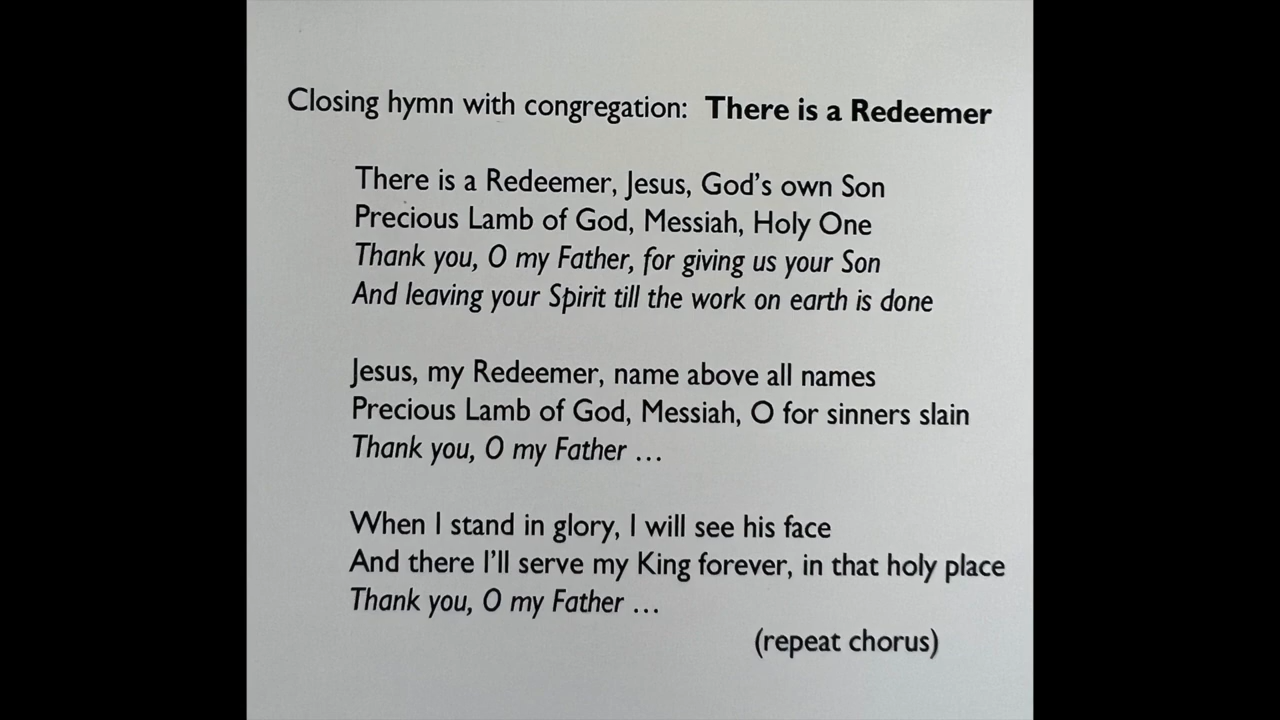 Closing hymn with congregation: There is a Redeemer
There is a Redeemer, Jesus, God's own Son
Precious Lamb of God, Messiah, Holy One
Thank you, O my Father, for giving us your Son
And leaving your Spirit till the work on earth is done
Jesus, my Redeemer, name above all names
Precious Lamb of God, Messiah, O for sinners slain
Thank you, O my Father …
When I stand in glory, I will see his face
And there I'll serve my King forever, in that holy place
Thank you, O my Father …
(repeat chorus)